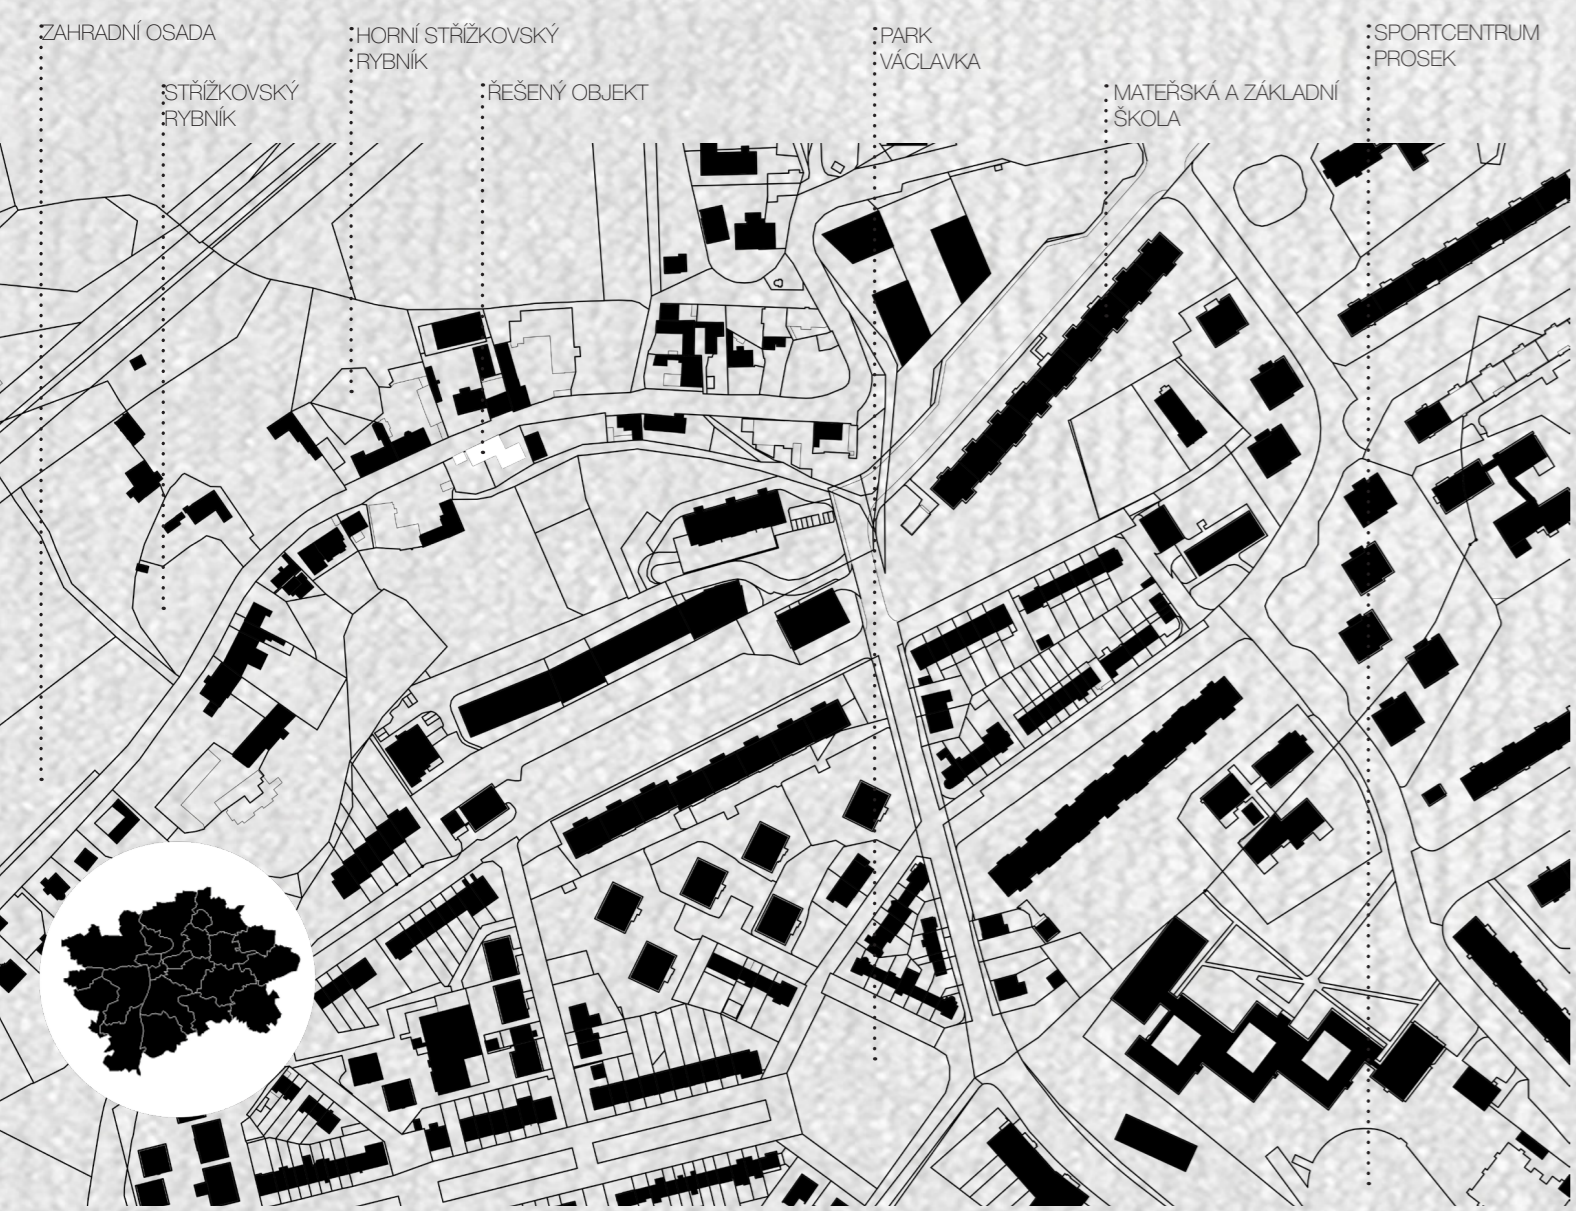 ZAHRADNÍ OSADA
STŘÍŽKOVSKÝ
RYBNÍK
HORNÍ STŘÍŽKOVSKÝ
RYBNÍK
ŘEŠENÝ OBJEKT
PARK
VÁCLAVKA
MATEŘSKÁ A ZÁKLADNÍ
ŠKOLA
SPORTCENTRUM
PROSEK